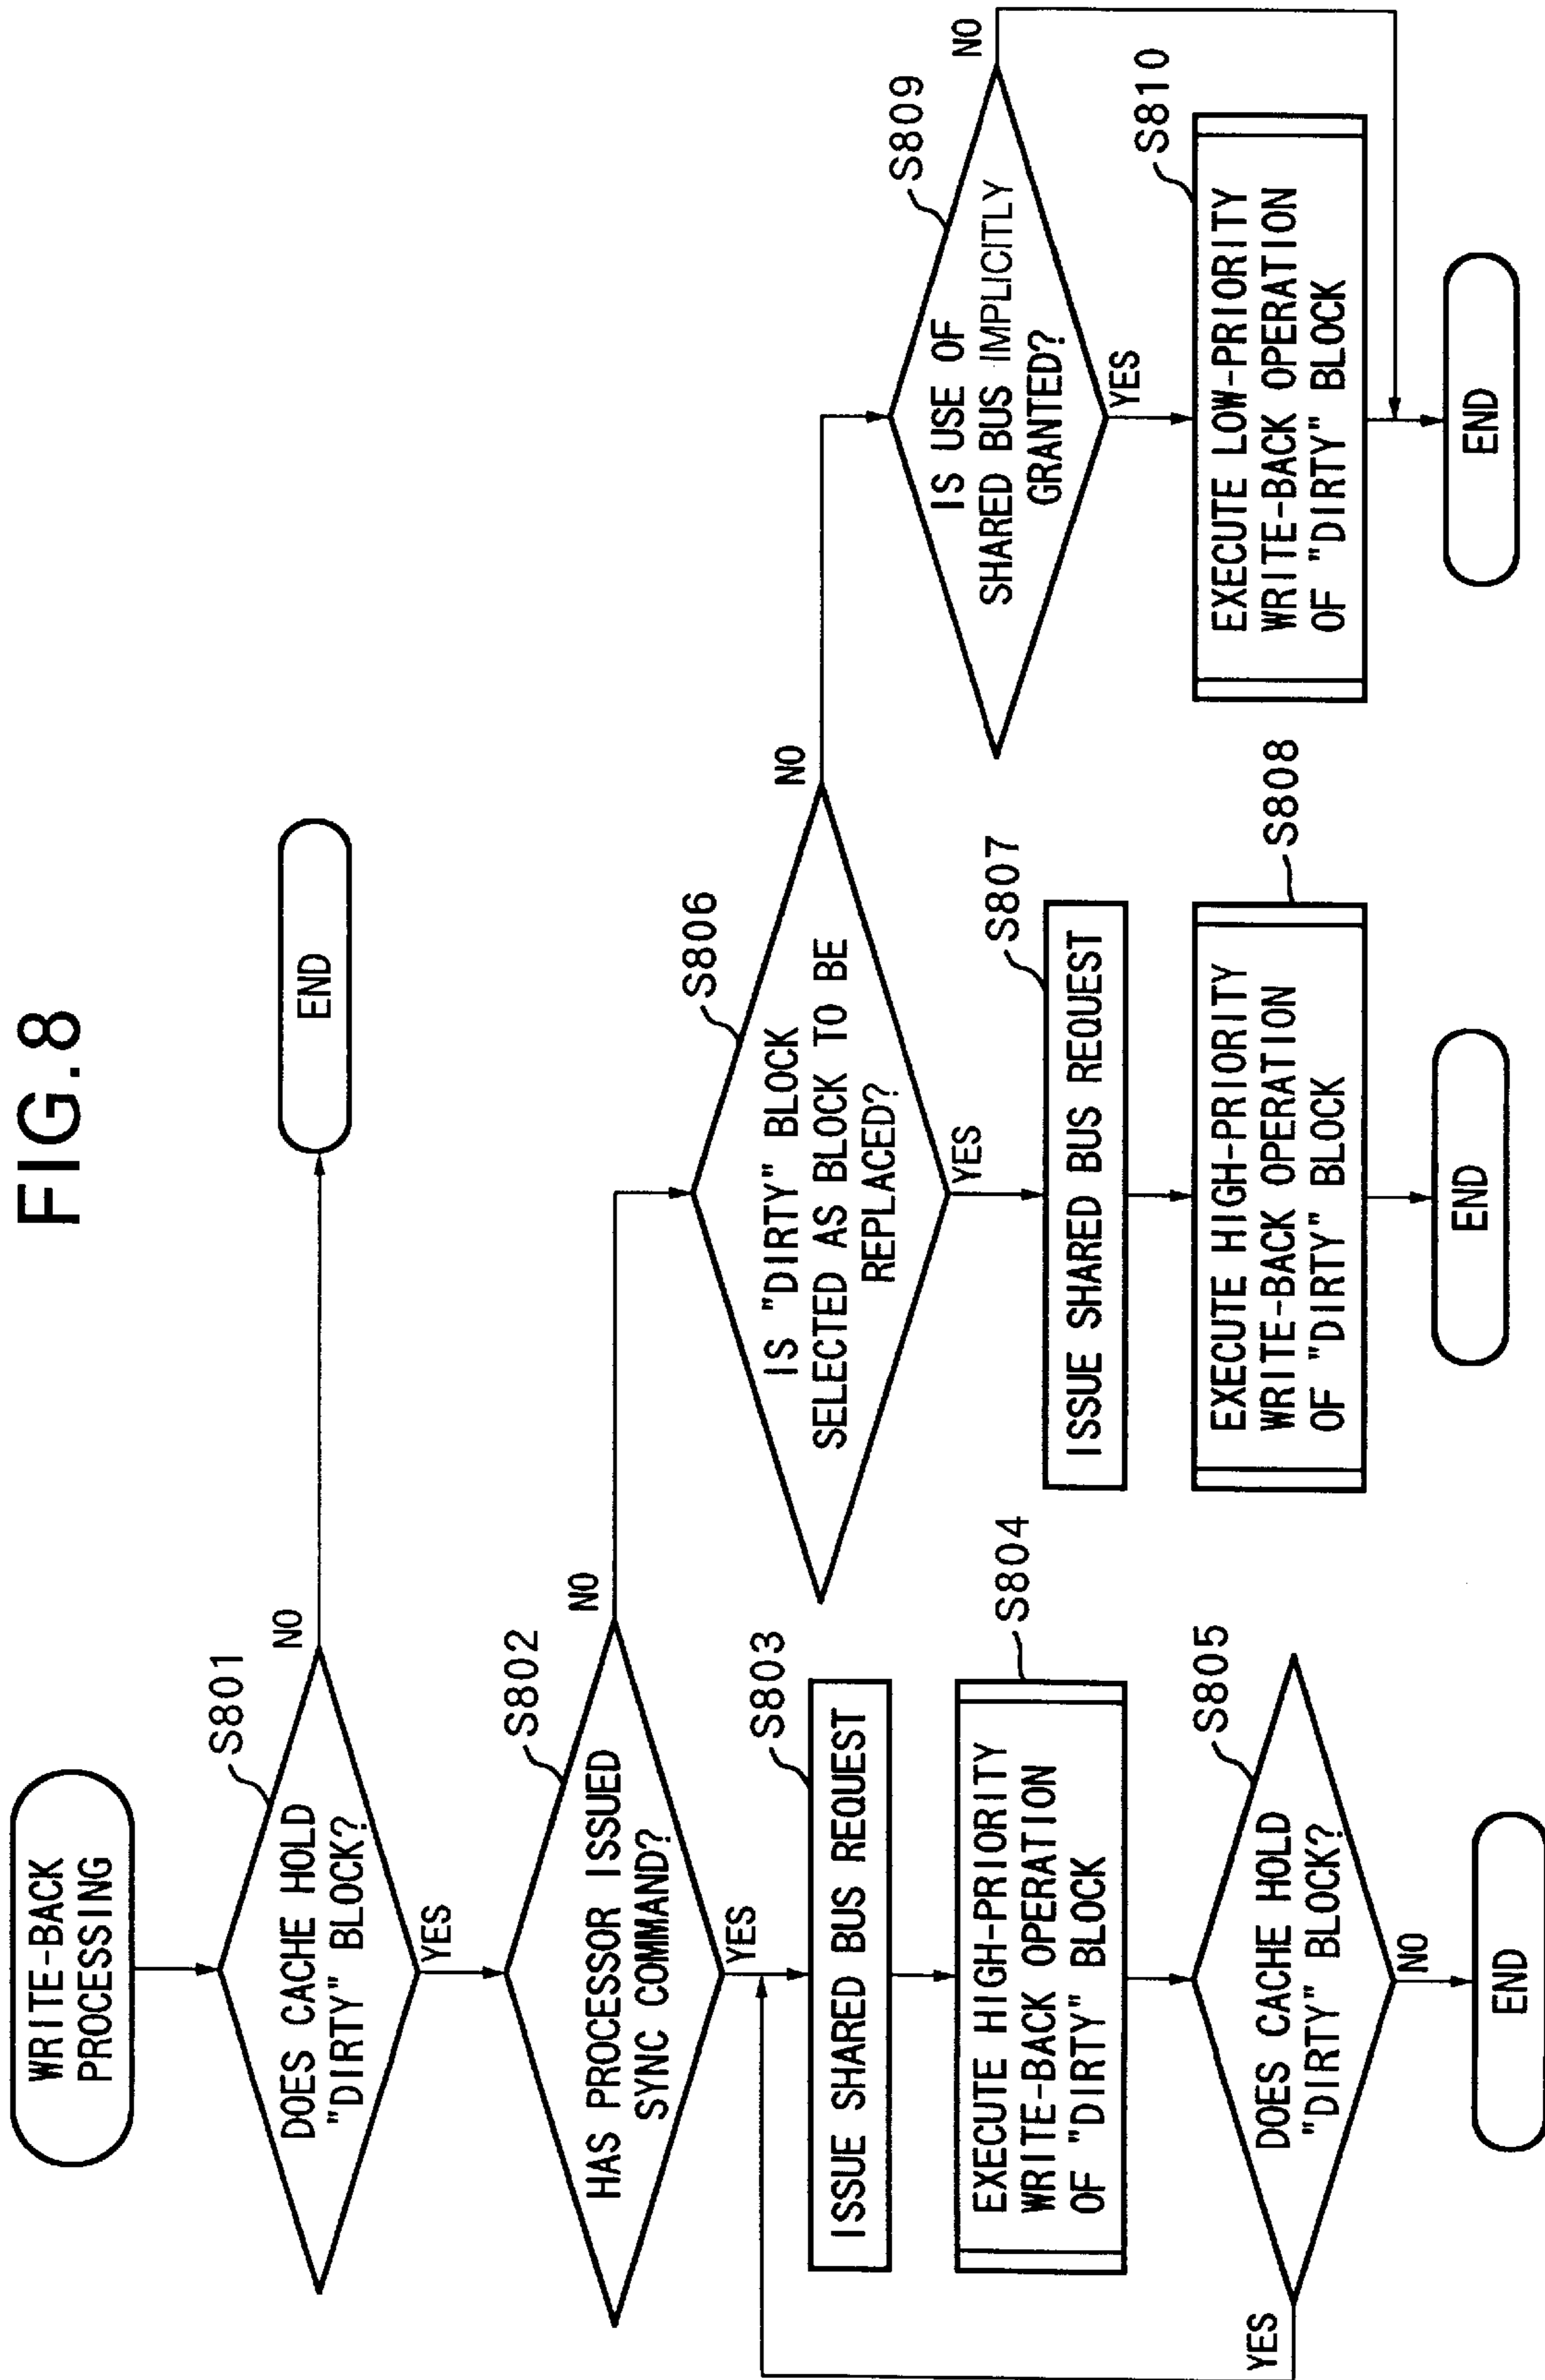 FIG.8
WRITE-BACK
PROCESSING
S801
DOES CACHE HOLD
"DIRTY" BLOCK?
NO
END
YES
S802
HAS PROCESSOR ISSUED
SYNC COMMAND?
NO
YES
S803
ISSUE SHARED BUS REQUEST
S804
EXECUTE HIGH-PRIORITY
WRITE-BACK OPERATION
OF "DIRTY" BLOCK
S805
DOES CACHE HOLD
"DIRTY" BLOCK?
YES
NO
END
S806
IS "DIRTY" BLOCK
SELECTED AS BLOCK TO BE
REPLACED?
NO
YES
S807
ISSUE SHARED BUS REQUEST
S808
EXECUTE HIGH-PRIORITY
WRITE-BACK OPERATION
OF "DIRTY" BLOCK
END
S809
IS USE OF
SHARED BUS IMPLICITLY
GRANTED?
NO
YES
S810
EXECUTE LOW-PRIORITY
WRITE-BACK OPERATION
OF "DIRTY" BLOCK
END